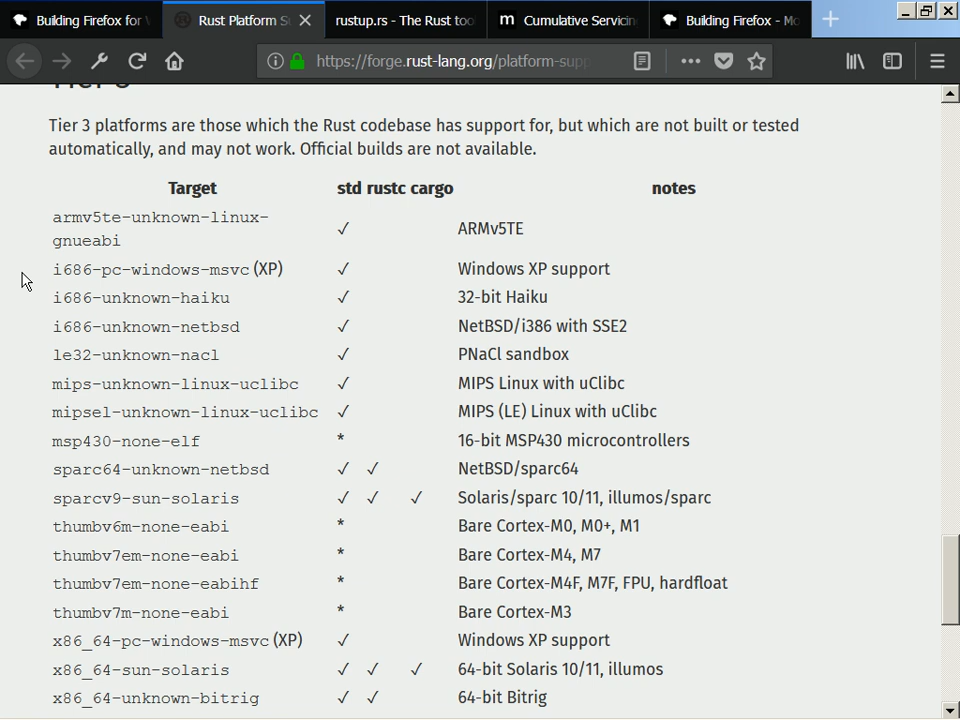 Building Firefox for
Rust Platform Su
rustup.rs - The Rust too
Cumulative Servicin
Building Firefox - Mo
https://forge.rust-lang.org/platform-supp
Tier 3
Tier 3 platforms are those which the Rust codebase has support for, but which are not built or tested
automatically, and may not work. Official builds are not available.
Target std rustc cargo notes
armv5te-unknown-linux-
gnueabi ✓ ARMv5TE
i686-pc-windows-msvc (XP) ✓ Windows XP support
i686-unknown-haiku ✓ 32-bit Haiku
i686-unknown-netbsd ✓ NetBSD/i386 with SSE2
le32-unknown-nacl ✓ PNaCl sandbox
mips-unknown-linux-uclibc ✓ MIPS Linux with uClibc
mipsel-unknown-linux-uclibc ✓ MIPS (LE) Linux with uClibc
msp430-none-elf * 16-bit MSP430 microcontrollers
sparc64-unknown-netbsd ✓ ✓ NetBSD/sparc64
sparcv9-sun-solaris ✓ ✓ ✓ Solaris/sparc 10/11, illumos/sparc
thumbv6m-none-eabi * Bare Cortex-M0, M0+, M1
thumbv7em-none-eabi * Bare Cortex-M4, M7
thumbv7em-none-eabihf * Bare Cortex-M4F, M7F, FPU, hardfloat
thumbv7m-none-eabi * Bare Cortex-M3
x86_64-pc-windows-msvc (XP) ✓ Windows XP support
x86_64-sun-solaris ✓ ✓ ✓ 64-bit Solaris 10/11, illumos
x86_64-unknown-bitrig ✓ ✓ 64-bit Bitrig